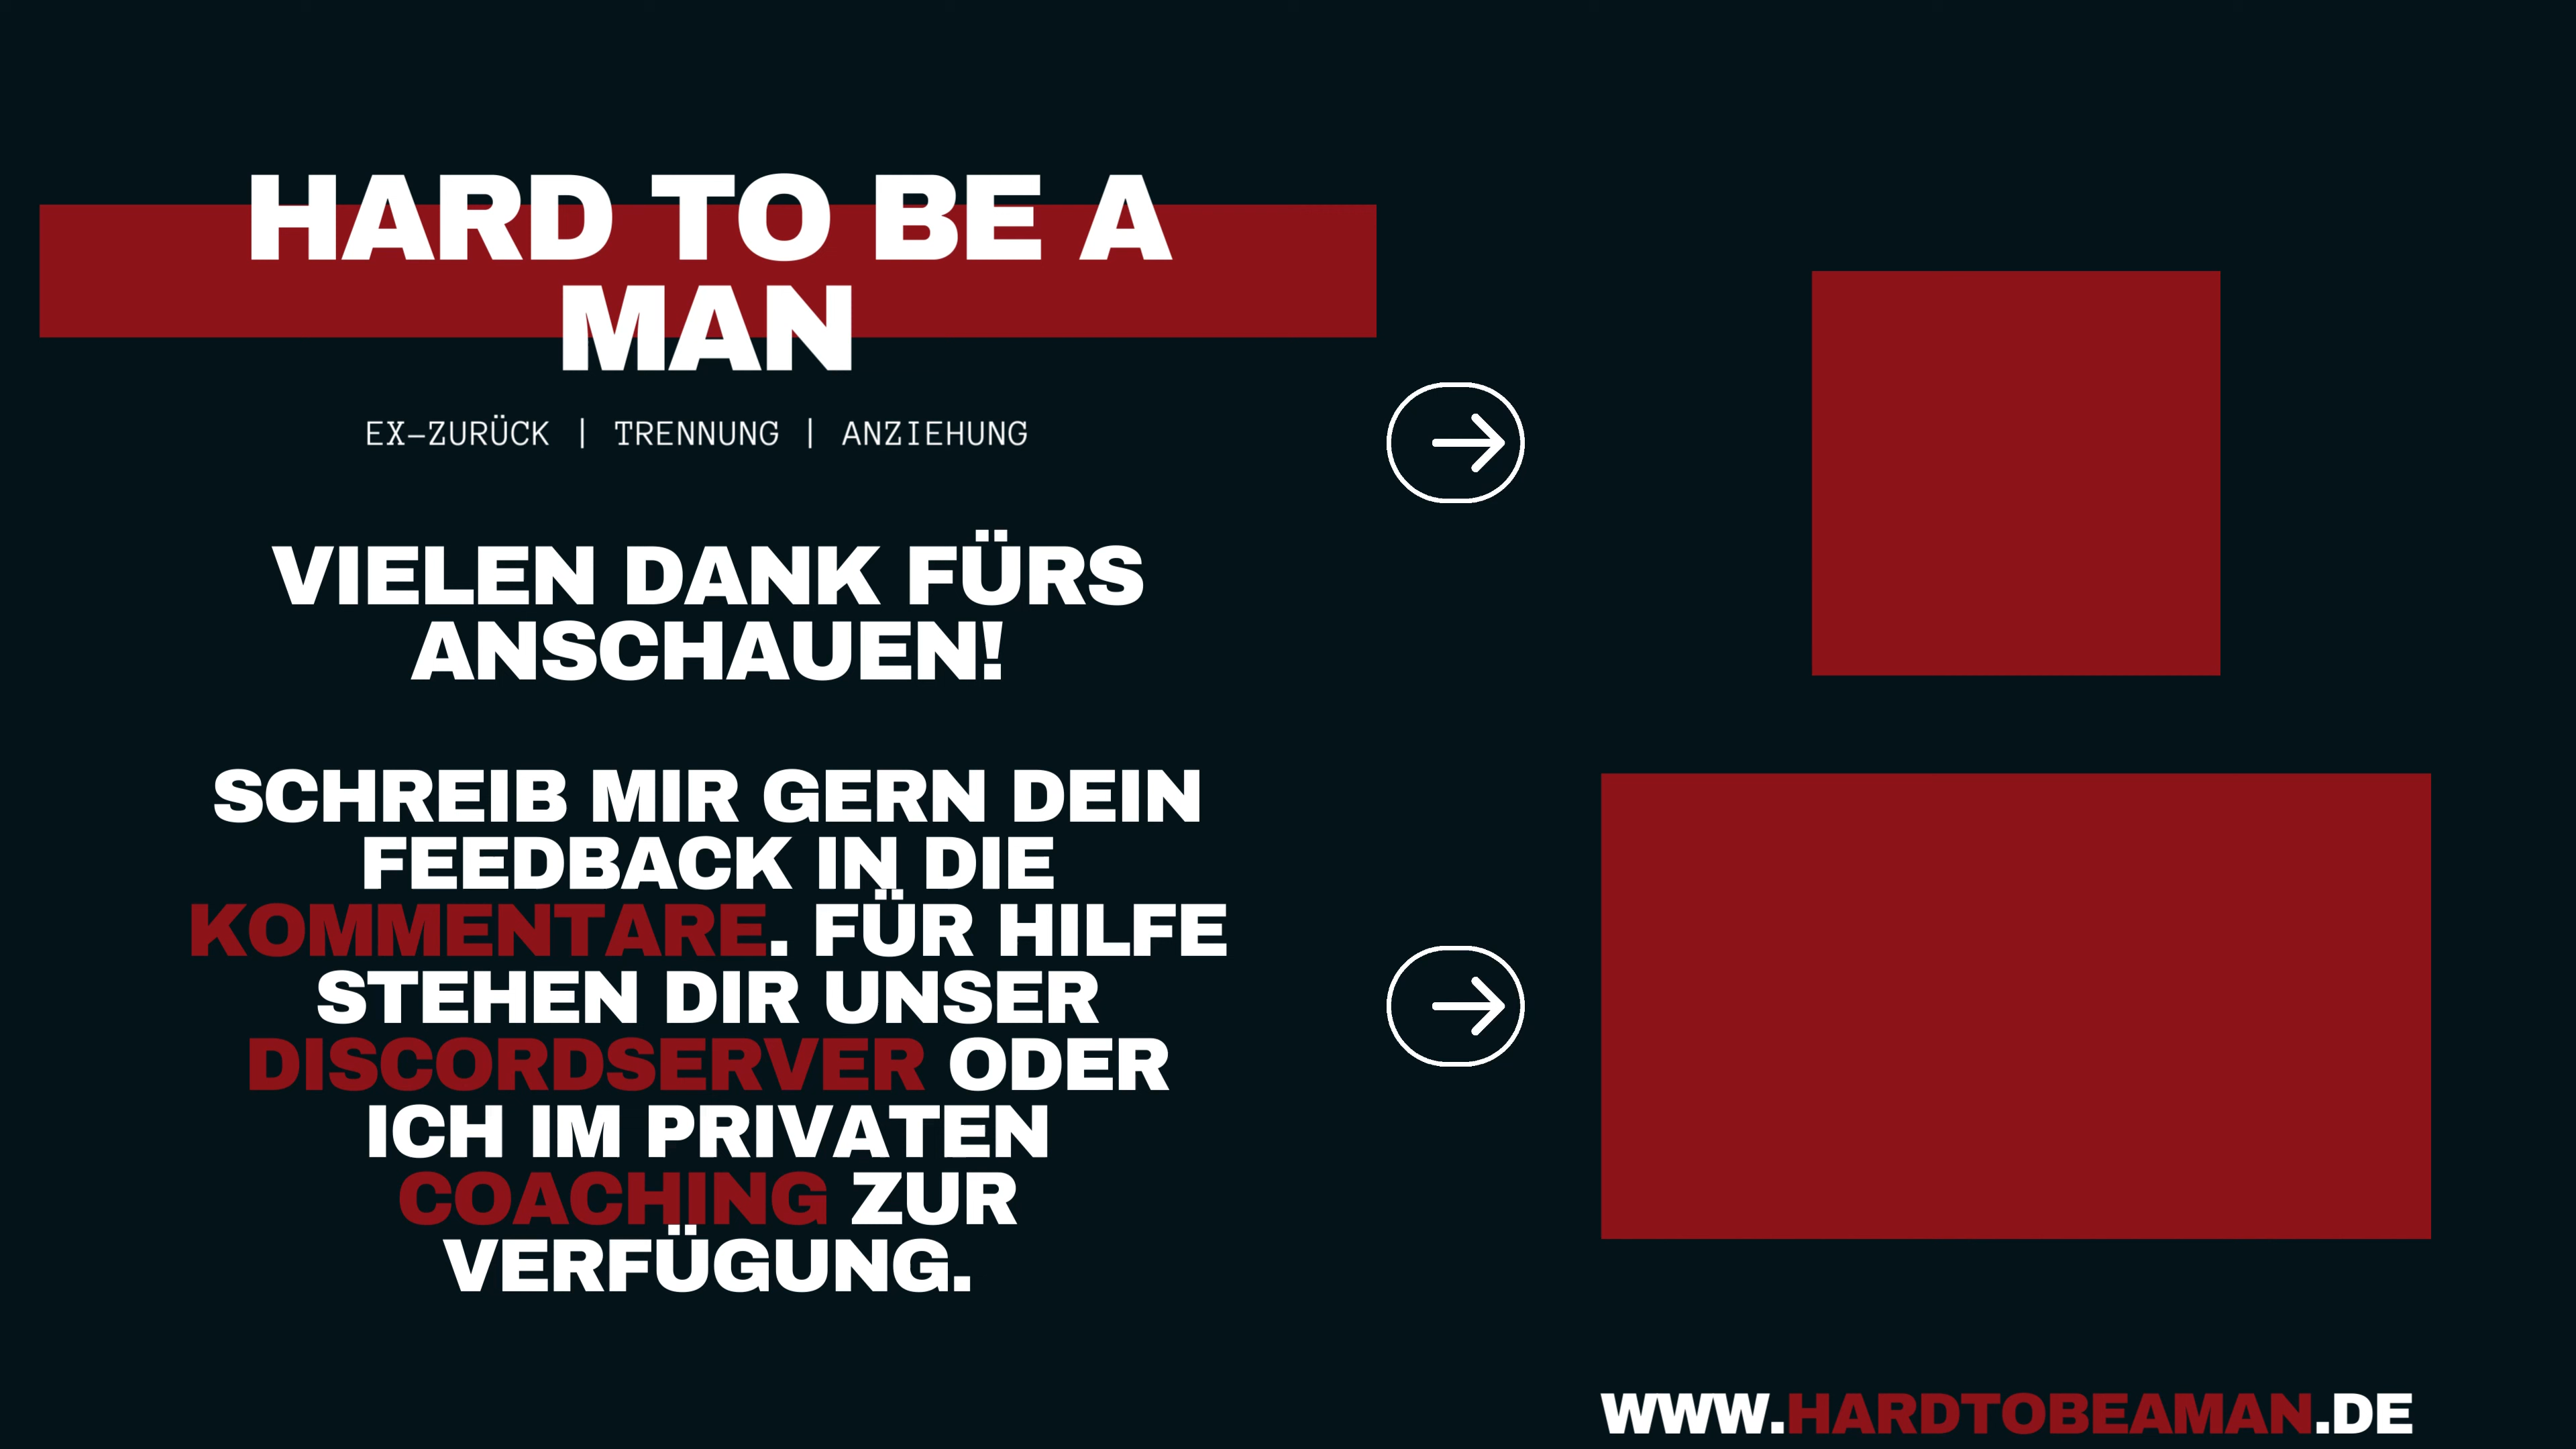 HARD TO BE A
MAN
EX-ZURÜCK | TRENNUNG | ANZIEHUNG
VIELEN DANK FÜRS
ANSCHAUEN!
SCHREIB MIR GERN DEIN
FEEDBACK IN DIE
KOMMENTARE. FÜR HILFE
STEHEN DIR UNSER
DISCORDSERVER ODER
ICH IM PRIVATEN
COACHING ZUR
VERFÜGUNG.
WWW.HARDTOBEAMAN.DE